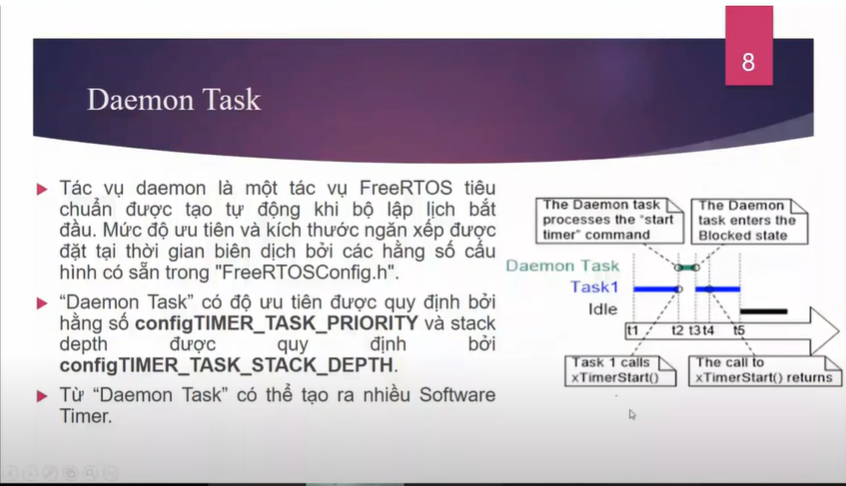 8
Daemon Task
Tác vụ daemon là một tác vụ FreeRTOS tiêu
chuẩn được tạo tự động khi bộ lập lịch bắt
đầu. Mức độ ưu tiên và kích thước ngăn xếp được
đặt tại thời gian biên dịch bởi các hằng số cấu
hình có sẵn trong "FreeRTOSConfig.h".
“Daemon Task” có độ ưu tiên được quy định bởi
hằng số configTIMER_TASK_PRIORITY và stack
depth được quy định bởi
configTIMER_TASK_STACK_DEPTH.
Từ “Daemon Task” có thể tạo ra nhiều Software
Timer.
The Daemon task
processes the "start
timer" command
The Daemon
task enters the
Blocked state
Daemon Task
Task1
Idle
t1 t2 t3 t4 t5
Task 1 calls
xTimerStart()
The call to
xTimerStart() returns